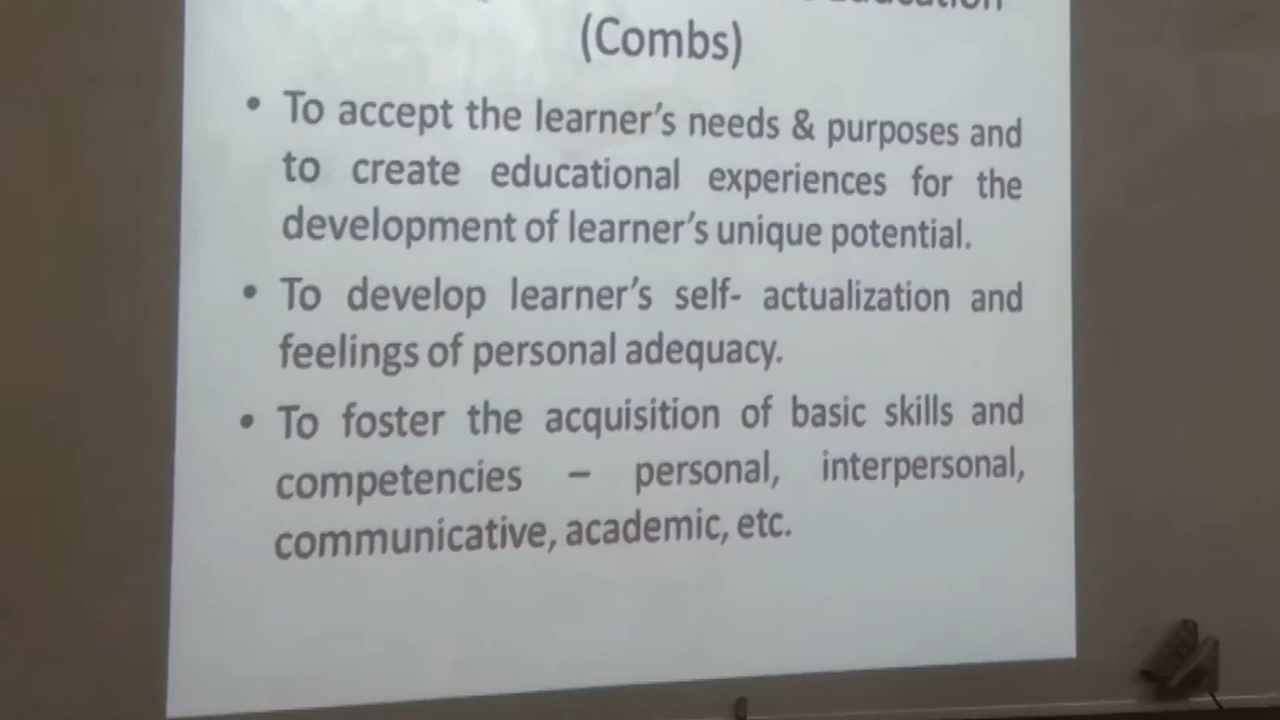 (Combs)
• To accept the learner's needs & purposes and
to create educational experiences for the
development of learner's unique potential.
• To develop learner's self- actualization and
feelings of personal adequacy.
• To foster the acquisition of basic skills and
competencies – personal, interpersonal,
communicative, academic, etc.